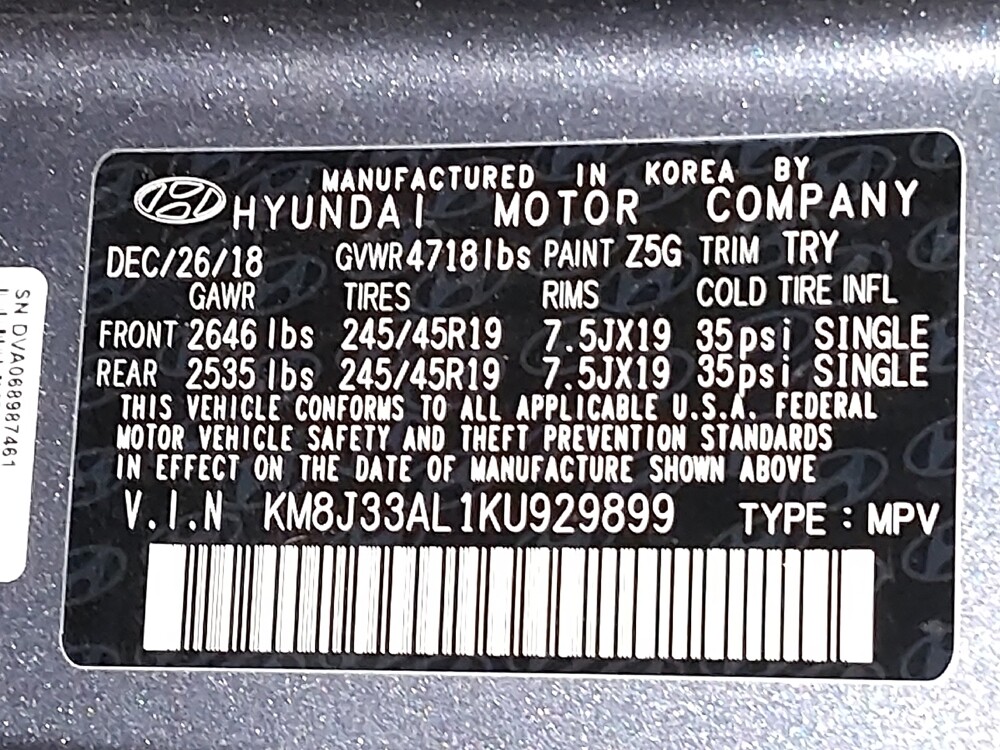 MANUFACTURED IN KOREA BY
HYUNDAI MOTOR COMPANY
DEC/26/18 GVWR 4718lbs PAINT Z5G TRIM TRY
GAWR TIRES RIMS COLD TIRE INFL
FRONT 2646 lbs 245/45R19 7.5JX19 35psi SINGLE
REAR 2535 lbs 245/45R19 7.5JX19 35psi SINGLE
THIS VEHICLE CONFORMS TO ALL APPLICABLE U.S.A. FEDERAL
MOTOR VEHICLE SAFETY AND THEFT PREVENTION STANDARDS
IN EFFECT ON THE DATE OF MANUFACTURE SHOWN ABOVE
V.I.N KM8J33AL1KU929899 TYPE : MPV
SN DVA068987461